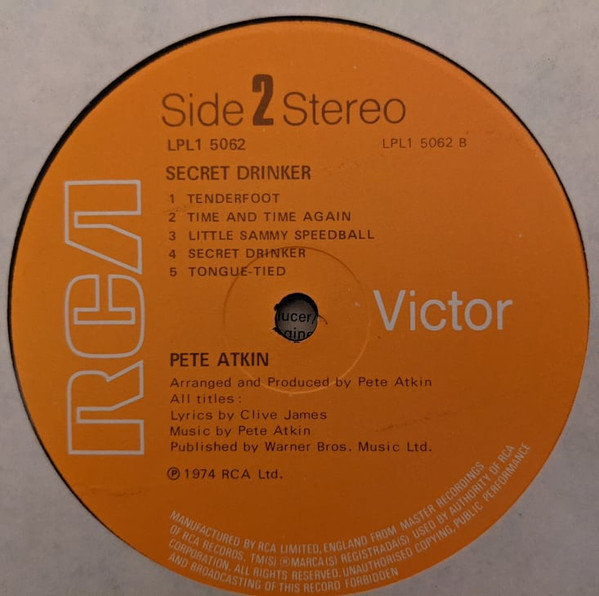 Side 2 Stereo
LPL1 5062
LPL1 5062 B
SECRET DRINKER
1 TENDERFOOT
2 TIME AND TIME AGAIN
3 LITTLE SAMMY SPEEDBALL
4 SECRET DRINKER
5 TONGUE-TIED
RCA
Victor
PETE ATKIN
Arranged and Produced by Pete Atkin
All titles:
Lyrics by Clive James
Music by Pete Atkin
Published by Warner Bros. Music Ltd.
℗ 1974 RCA Ltd.
MANUFACTURED BY RCA LIMITED, ENGLAND FROM MASTER RECORDINGS
OF RCA RECORDS. TM(S) ® MARCA(S) REGISTRADA(S) USED BY AUTHORITY OF RCA
CORPORATION. ALL RIGHTS RESERVED. UNAUTHORISED COPYING, PUBLIC PERFORMANCE
AND BROADCASTING OF THIS RECORD FORBIDDEN